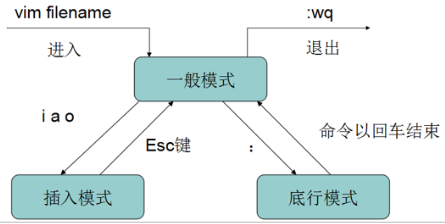 vim filename
:wq
进入
退出
一般模式
i a o
Esc键
:
命令以回车结束
插入模式
底行模式